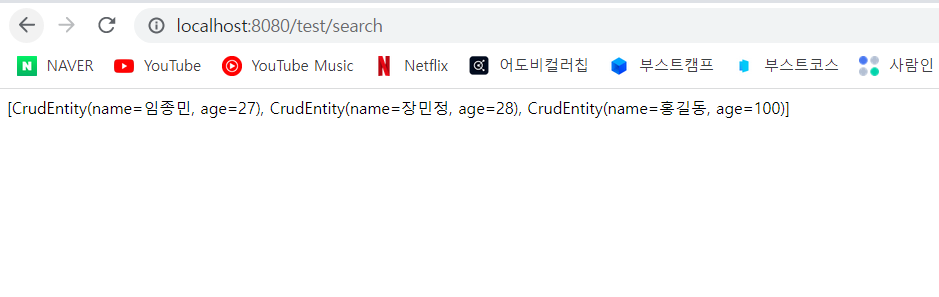 localhost:8080/test/search
NAVER YouTube YouTube Music Netflix 어도비컬러칩 부스트캠프 부스트코스 사람인
[CrudEntity(name=임종민, age=27), CrudEntity(name=장민정, age=28), CrudEntity(name=홍길동, age=100)]